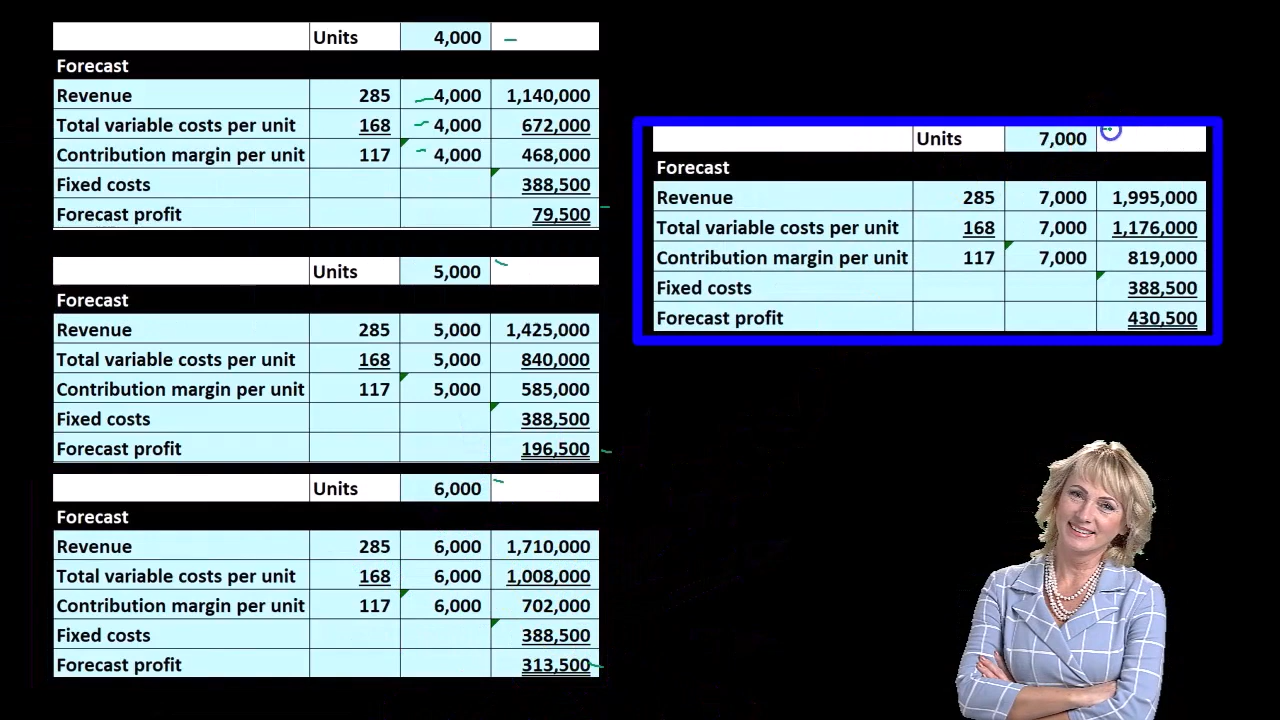 Units 4,000
Forecast
Revenue 285 4,000 1,140,000
Total variable costs per unit 168 4,000 672,000
Contribution margin per unit 117 4,000 468,000
Fixed costs 388,500
Forecast profit 79,500
Units 5,000
Forecast
Revenue 285 5,000 1,425,000
Total variable costs per unit 168 5,000 840,000
Contribution margin per unit 117 5,000 585,000
Fixed costs 388,500
Forecast profit 196,500
Units 6,000
Forecast
Revenue 285 6,000 1,710,000
Total variable costs per unit 168 6,000 1,008,000
Contribution margin per unit 117 6,000 702,000
Fixed costs 388,500
Forecast profit 313,500
Units 7,000
Forecast
Revenue 285 7,000 1,995,000
Total variable costs per unit 168 7,000 1,176,000
Contribution margin per unit 117 7,000 819,000
Fixed costs 388,500
Forecast profit 430,500